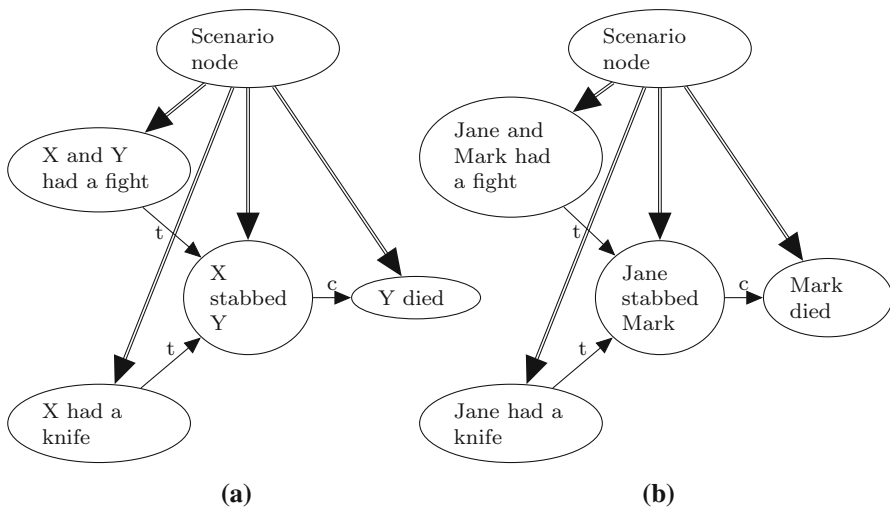 Scenario
node
X and Y
had a fight
t
X
stabbed
Y
c
Y died
t
X had a
knife
(a)
Scenario
node
Jane and
Mark had
a fight
t
Jane
stabbed
Mark
c
Mark
died
t
Jane had a
knife
(b)